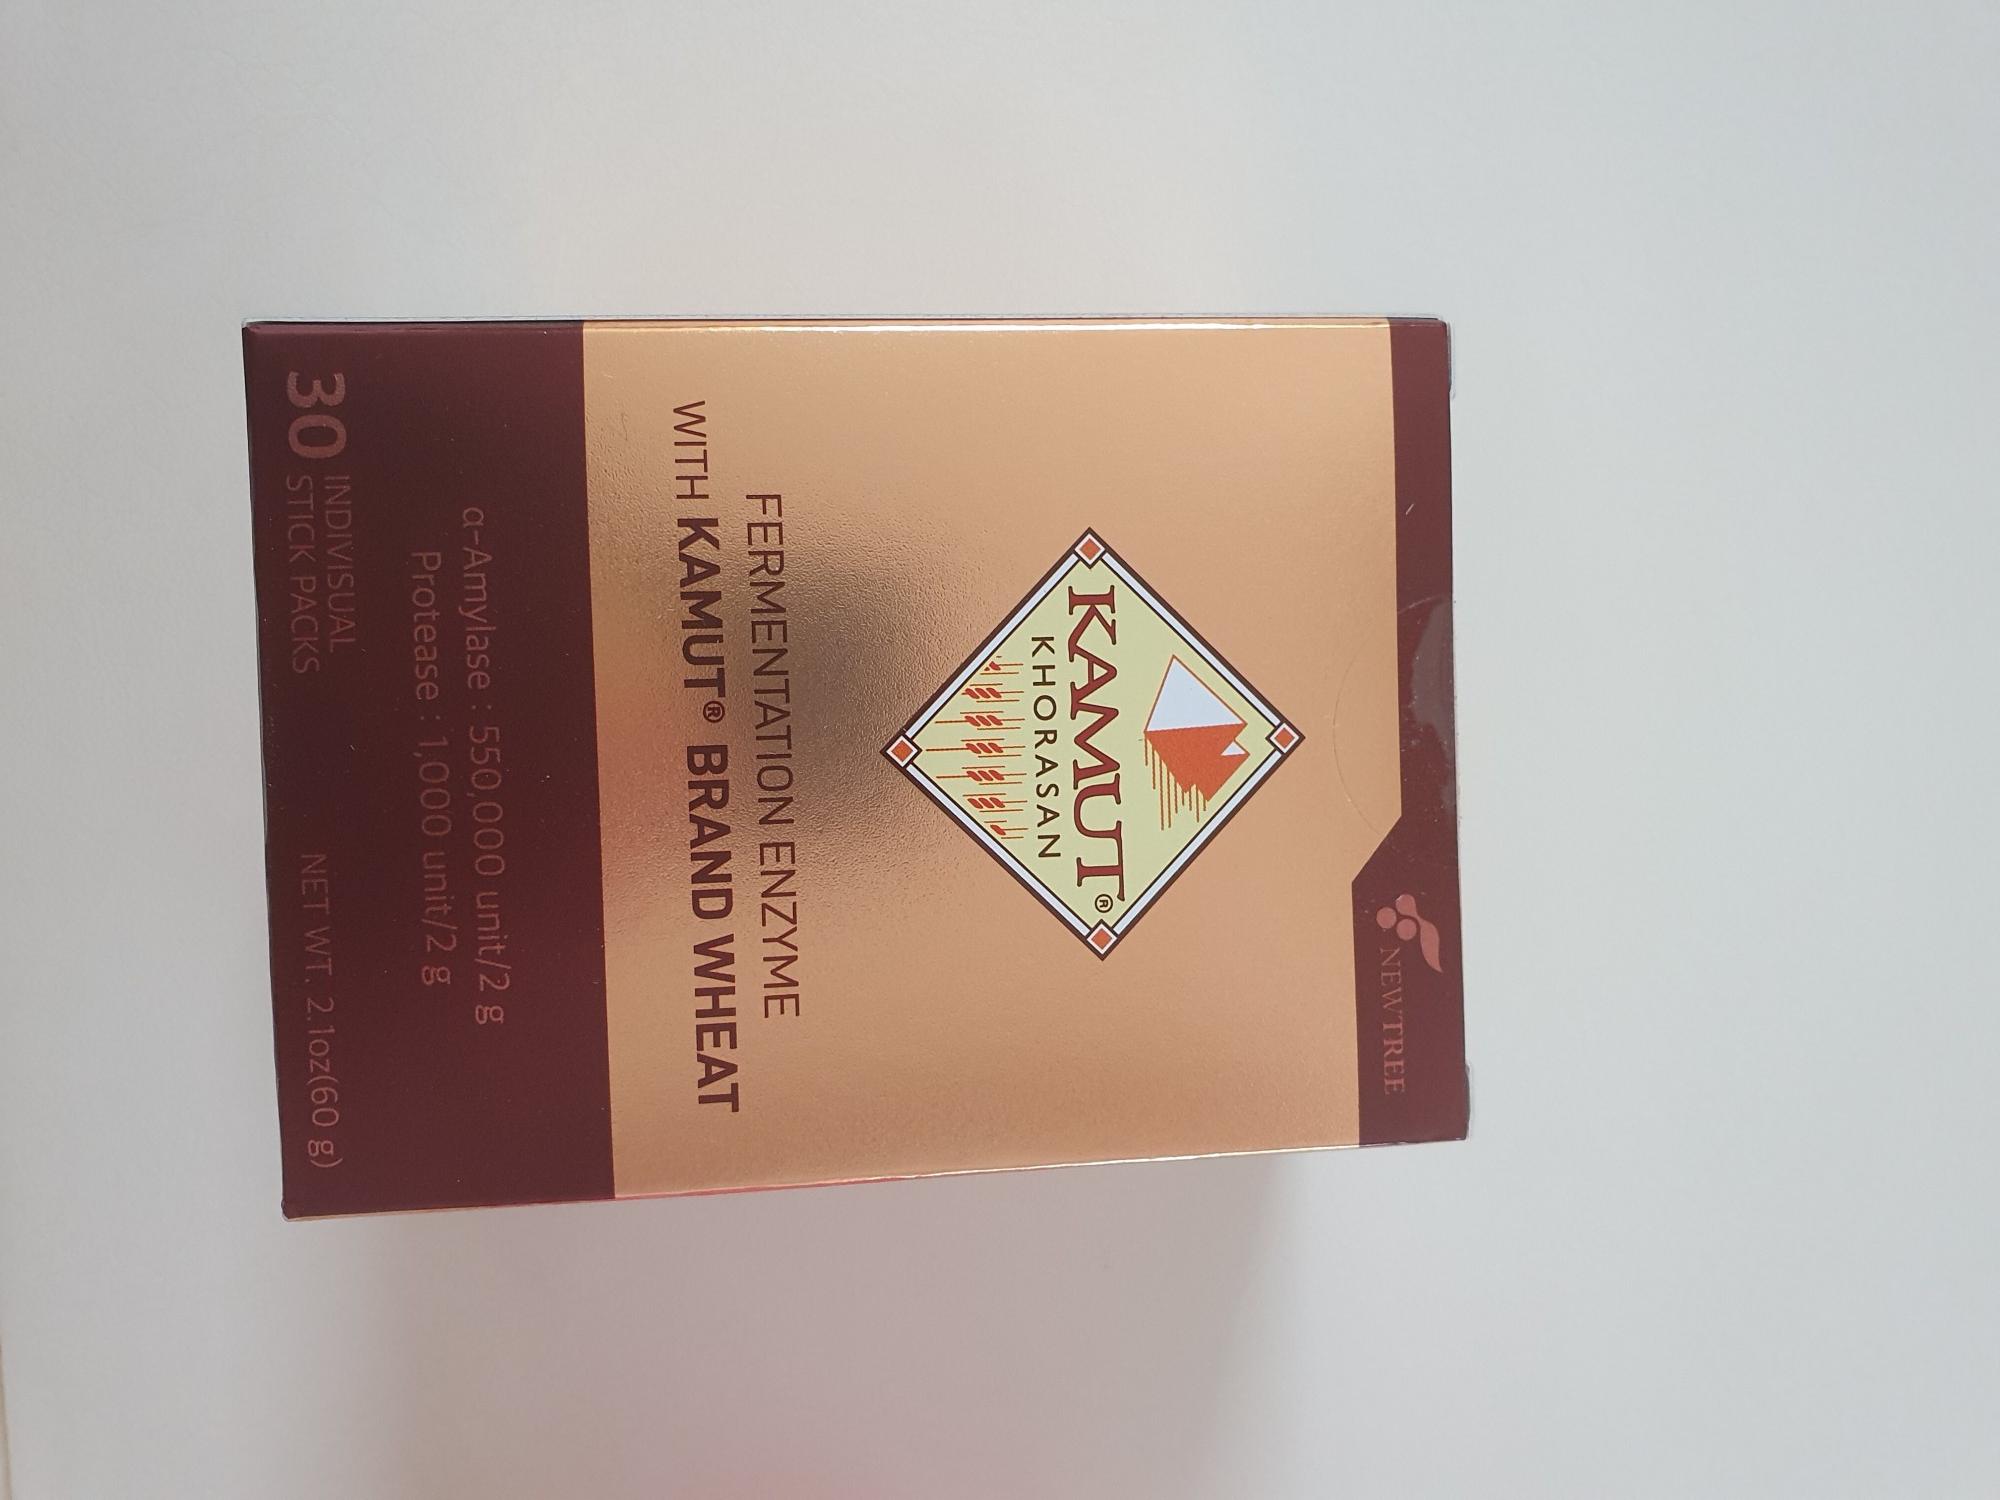 NEWTREE
KAMUT®
KHORASAN
FERMENTATION ENZYME
WITH KAMUT® BRAND WHEAT
α-Amylase : 550,000 unit/2 g
Protease : 1,000 unit/2 g
30 INDIVISUAL
STICK PACKS
NET WT. 2.1oz(60 g)